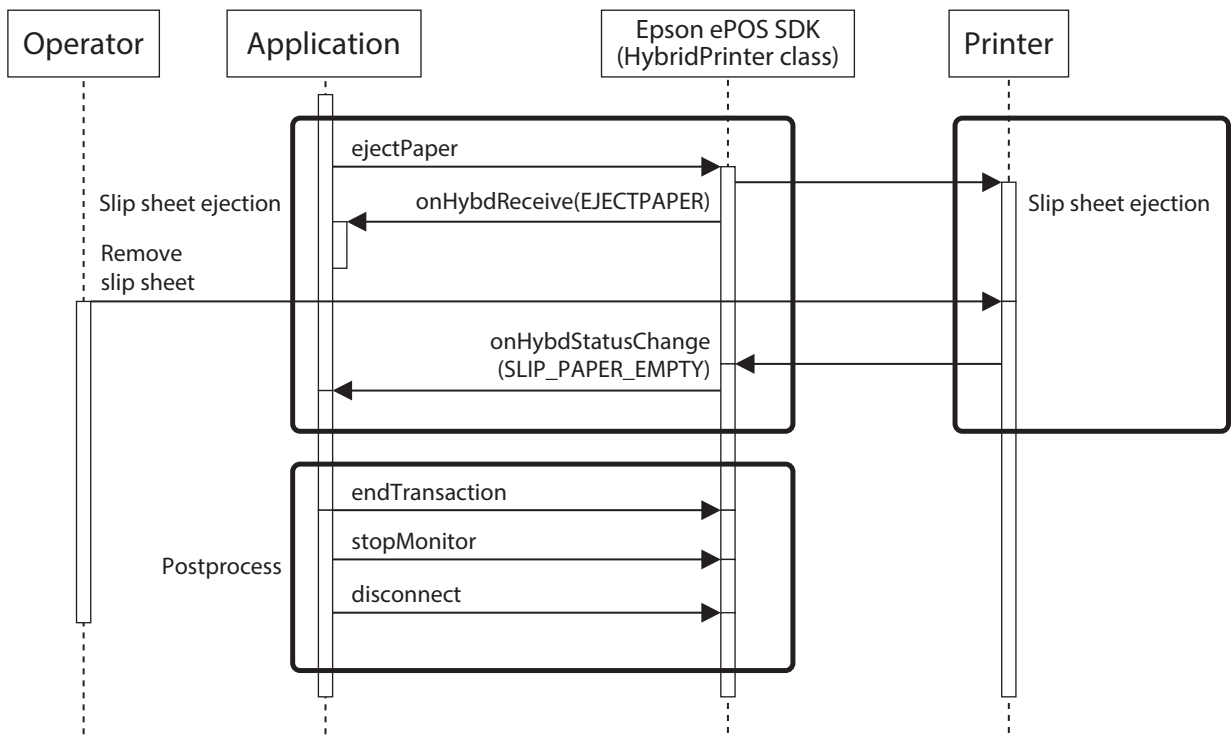 Operator
Application
Epson ePOS SDK
(HybridPrinter class)
Printer
ejectPaper
Slip sheet ejection
onHybdReceive(EJECTPAPER)
Slip sheet ejection
Remove
slip sheet
onHybdStatusChange
(SLIP_PAPER_EMPTY)
endTransaction
stopMonitor
Postprocess
disconnect